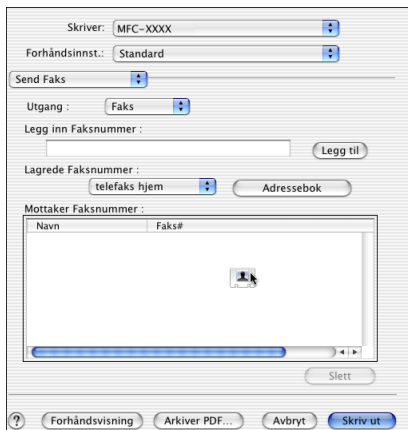 Skriver: MFC-XXXX
Forhåndsinnst.: Standard
Send Faks
Utgang : Faks
Legg inn Faksnummer :
Legg til
Lagrede Faksnummer :
telefaks hjem Adressebok
Mottaker Faksnummer :
Navn Faks#
Slett
? Forhåndsvisning Arkiver PDF... Avbryt Skriv ut